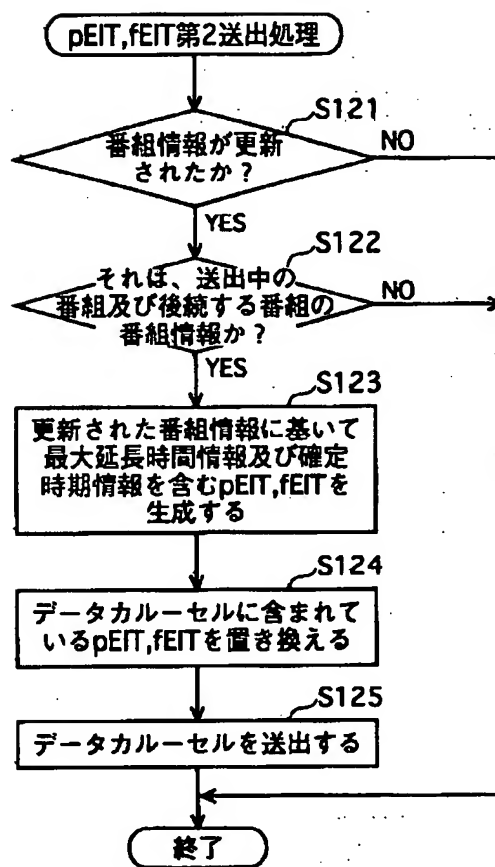 pEIT,fEIT第2送出処理
S121
番組情報が更新
されたか？
NO
YES
S122
それは、送出中の
番組及び後続する番組の
番組情報か？
NO
YES
S123
更新された番組情報に基いて
最大延長時間情報及び確定
時期情報を含むpEIT,fEITを
生成する
S124
データカルーセルに含まれて
いるpEIT,fEITを置き換える
S125
データカルーセルを送出する
終了